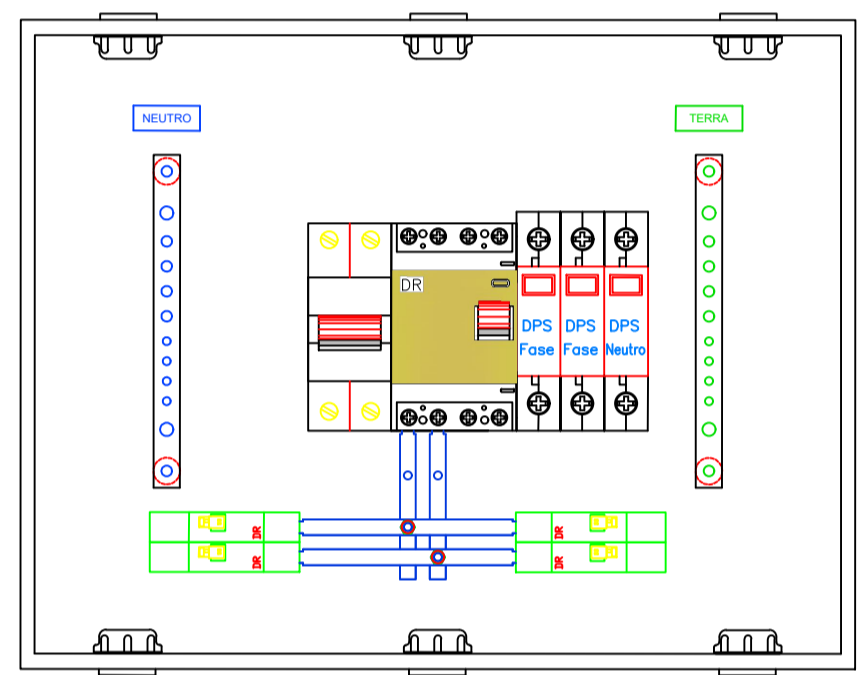 NEUTRO
TERRA
DR
DPS DPS DPS
Fase Fase Neutro
DR DR
DR DR